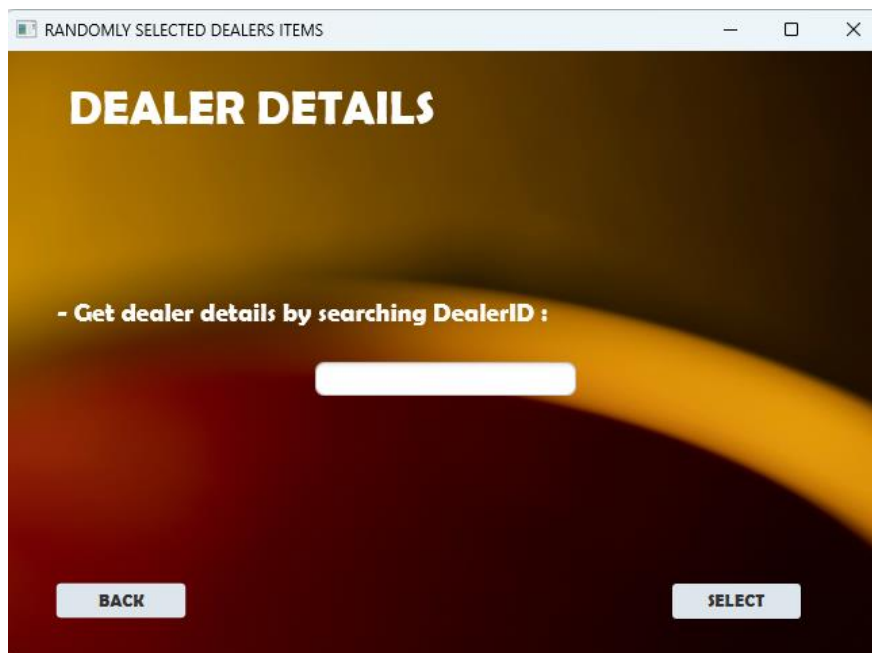 RANDOMLY SELECTED DEALERS ITEMS
DEALER DETAILS
- Get dealer details by searching DealerID :
BACK
SELECT